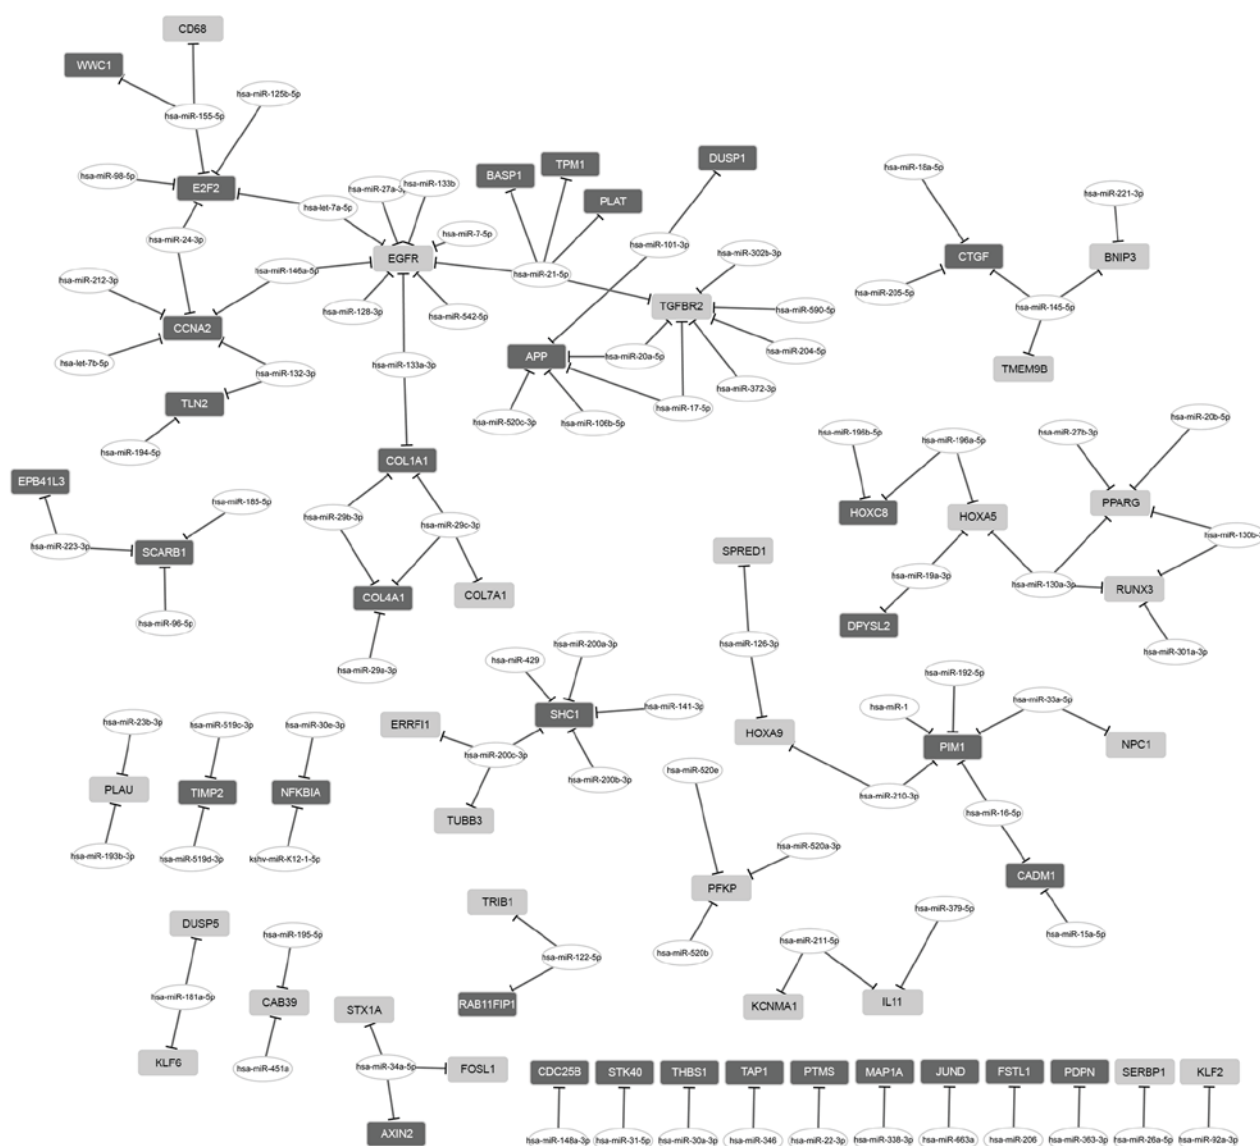 CD68
WWC1
hsa-miR-125b-5p
hsa-miR-155-5p
hsa-miR-98-5p
E2F2
hsa-let-7a-5p
hsa-miR-24-3p
hsa-miR-27a-3p
hsa-miR-133b
hsa-miR-7-5p
EGFR
BASP1
TPM1
PLAT
DUSP1
hsa-miR-101-3p
hsa-miR-21-5p
hsa-miR-146a-5p
hsa-miR-212-3p
hsa-miR-128-3p
hsa-miR-542-5p
CCNA2
hsa-let-7b-5p
hsa-miR-132-3p
hsa-miR-133a-3p
TLN2
hsa-miR-194-5p
hsa-miR-302b-3p
TGFBR2
hsa-miR-590-5p
hsa-miR-204-5p
hsa-miR-372-3p
APP
hsa-miR-20a-5p
hsa-miR-17-5p
hsa-miR-520c-3p
hsa-miR-106b-5p
hsa-miR-18a-5p
hsa-miR-221-3p
CTGF
BNIP3
hsa-miR-205-5p
hsa-miR-145-5p
TMEM9B
COL1A1
EPB41L3
hsa-miR-185-5p
hsa-miR-223-3p
SCARB1
hsa-miR-96-5p
hsa-miR-29b-3p
hsa-miR-29c-3p
COL4A1
COL7A1
hsa-miR-29a-3p
hsa-miR-196b-5p
hsa-miR-196a-5p
hsa-miR-27b-3p
hsa-miR-20b-5p
HOXC8
HOXA5
PPARG
hsa-miR-130b-3
hsa-miR-19a-3p
hsa-miR-130a-3p
RUNX3
DPYSL2
hsa-miR-301a-3p
SPRED1
hsa-miR-126-3p
HOXA9
hsa-miR-192-5p
hsa-miR-1
hsa-miR-33a-5p
PIM1
NPC1
hsa-miR-210-3p
hsa-miR-16-5p
CADM1
hsa-miR-15a-5p
hsa-miR-429
hsa-miR-200a-3p
hsa-miR-141-3p
SHC1
ERRFI1
hsa-miR-200c-3p
hsa-miR-200b-3p
TUBB3
hsa-miR-23b-3p
hsa-miR-519c-3p
hsa-miR-30e-3p
PLAU
TIMP2
NFKBIA
hsa-miR-193b-3p
hsa-miR-519d-3p
kshv-miR-K12-1-5p
hsa-miR-520e
hsa-miR-520a-3p
PFKP
hsa-miR-520b
DUSP5
hsa-miR-195-5p
hsa-miR-181a-5p
CAB39
KLF6
hsa-miR-451a
STX1A
hsa-miR-34a-5p
FOSL1
AXIN2
TRIB1
hsa-miR-122-5p
RAB11FIP1
hsa-miR-379-5p
hsa-miR-211-5p
KCNMA1
IL11
CDC25B
STK40
THBS1
TAP1
PTMS
MAP1A
JUND
FSTL1
PDPN
SERBP1
KLF2
hsa-miR-148a-3p
hsa-miR-31-5p
hsa-miR-30a-3p
hsa-miR-346
hsa-miR-22-3p
hsa-miR-338-3p
hsa-miR-663a
hsa-miR-206
hsa-miR-363-3p
hsa-miR-26a-5p
hsa-miR-92a-3p